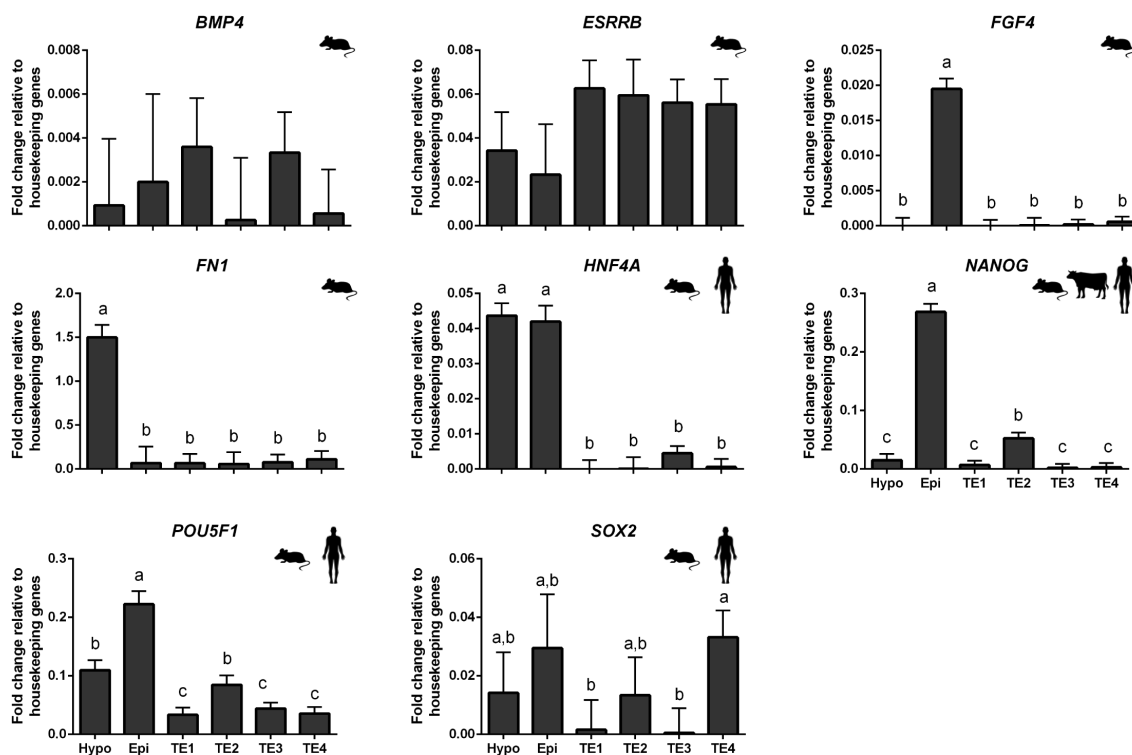 BMP4
Fold change relative to
housekeeping genes
0.008
0.006
0.004
0.002
0.000
ESRRB
Fold change relative to
housekeeping genes
0.08
0.06
0.04
0.02
0.00
FGF4
Fold change relative to
housekeeping genes
0.025
0.020
0.015
0.010
0.005
0.000
b a b b b b
FN1
Fold change relative to
housekeeping genes
2.0
1.5
1.0
0.5
0.0
a b b b b b
HNF4A
Fold change relative to
housekeeping genes
0.05
0.04
0.03
0.02
0.01
0.00
a a b b b b
NANOG
Fold change relative to
housekeeping genes
0.3
0.2
0.1
0.0
c a c b c c
Hypo Epi TE1 TE2 TE3 TE4
POU5F1
Fold change relative to
housekeeping genes
0.3
0.2
0.1
0.0
b a c b c c
Hypo Epi TE1 TE2 TE3 TE4
SOX2
Fold change relative to
housekeeping genes
0.06
0.04
0.02
0.00
a,b a,b b a,b b a
Hypo Epi TE1 TE2 TE3 TE4